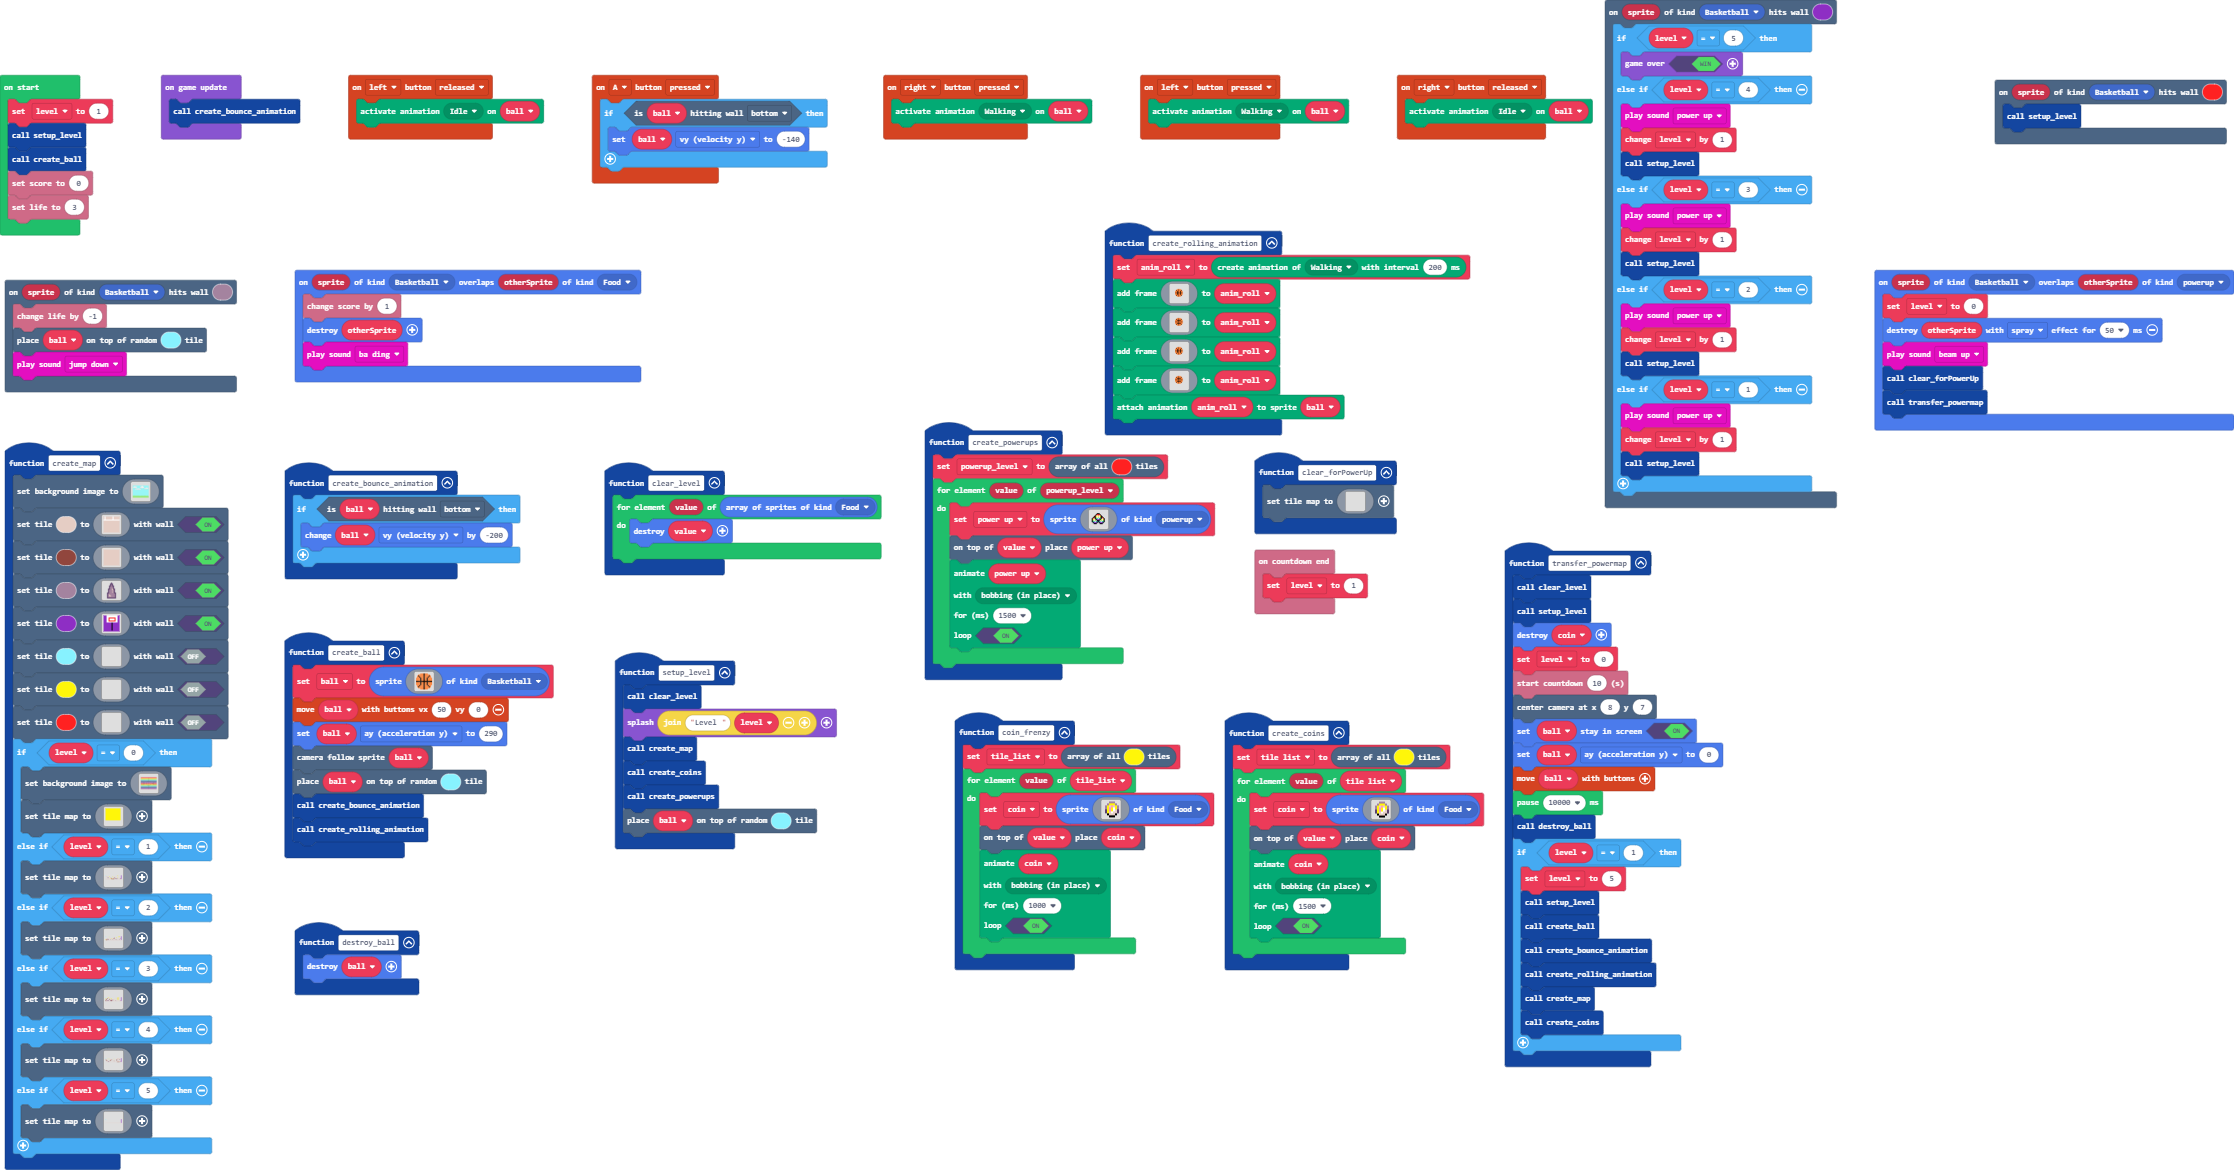 on start
set level to 1
call setup_level
call create_ball
set score to 0
set life to 3
on game update
call create_bounce_animation
on left button released
activate animation Idle on ball
on A button pressed
if is ball hitting wall bottom then
set ball vy (velocity y) to -140
on right button pressed
activate animation Walking on ball
on left button pressed
activate animation Walking on ball
on right button released
activate animation Idle on ball
on sprite of kind Basketball hits wall
if level = 5 then
game over WIN
else if level = 4 then
play sound power up
change level by 1
call setup_level
else if level = 3 then
play sound power up
change level by 1
call setup_level
else if level = 2 then
play sound power up
change level by 1
call setup_level
else if level = 1 then
play sound power up
change level by 1
call setup_level
on sprite of kind Basketball hits wall
call setup_level
on sprite of kind Basketball hits wall
change life by -1
place ball on top of random tile
play sound jump down
on sprite of kind Basketball overlaps otherSprite of kind Food
change score by 1
destroy otherSprite
play sound ba ding
function create_rolling_animation
set anim_roll to create animation of Walking with interval 200 ms
add frame to anim_roll
add frame to anim_roll
add frame to anim_roll
add frame to anim_roll
attach animation anim_roll to sprite ball
on sprite of kind Basketball overlaps otherSprite of kind powerup
set level to 0
destroy otherSprite with spray effect for 50 ms
play sound beam up
call clear_forPowerUp
call transfer_powermap
function create_map
set background image to
set tile to with wall ON
set tile to with wall ON
set tile to with wall ON
set tile to with wall ON
set tile to with wall OFF
set tile to with wall OFF
set tile to with wall OFF
if level = 0 then
set background image to
set tile map to
else if level = 1 then
set tile map to
else if level = 2 then
set tile map to
else if level = 3 then
set tile map to
else if level = 4 then
set tile map to
else if level = 5 then
set tile map to
function create_bounce_animation
if is ball hitting wall bottom then
change ball vy (velocity y) by -200
function clear_level
for element value of array of sprites of kind Food
do
destroy value
function create_powerups
set powerup_level to array of all tiles
for element value of powerup_level
do
set power up to sprite of kind powerup
on top of value place power up
animate power up
with bobbing (in place)
for (ms) 1500
loop ON
function clear_forPowerUp
set tile map to
on countdown end
set level to 1
function create_ball
set ball to sprite of kind Basketball
move ball with buttons vx 50 vy 0
set ball ay (acceleration y) to 290
camera follow sprite ball
place ball on top of random tile
call create_bounce_animation
call create_rolling_animation
function setup_level
call clear_level
splash join "Level " level
call create_map
call create_coins
call create_powerups
place ball on top of random tile
function destroy_ball
destroy ball
function coin_frenzy
set tile_list to array of all tiles
for element value of tile_list
do
set coin to sprite of kind Food
on top of value place coin
animate coin
with bobbing (in place)
for (ms) 1000
loop ON
function create_coins
set tile list to array of all tiles
for element value of tile list
do
set coin to sprite of kind Food
on top of value place coin
animate coin
with bobbing (in place)
for (ms) 1500
loop ON
function transfer_powermap
call clear_level
call setup_level
destroy coin
set level to 0
start countdown 10 (s)
center camera at x 8 y 7
set ball stay in screen ON
set ball ay (acceleration y) to 0
move ball with buttons
pause 10000 ms
call destroy_ball
if level = 1 then
set level to 5
call setup_level
call create_ball
call create_bounce_animation
call create_rolling_animation
call create_map
call create_coins